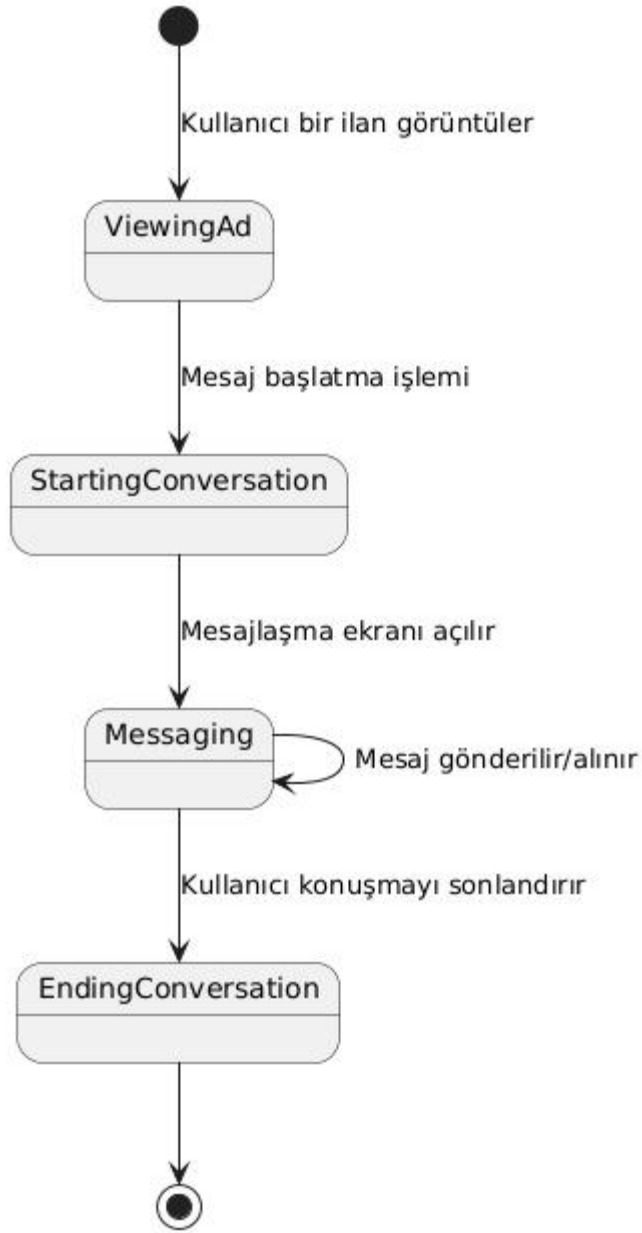 Kullanıcı bir ilan görüntüler
ViewingAd
Mesaj başlatma işlemi
StartingConversation
Mesajlaşma ekranı açılır
Messaging
Mesaj gönderilir/alınır
Kullanıcı konuşmayı sonlandırır
EndingConversation